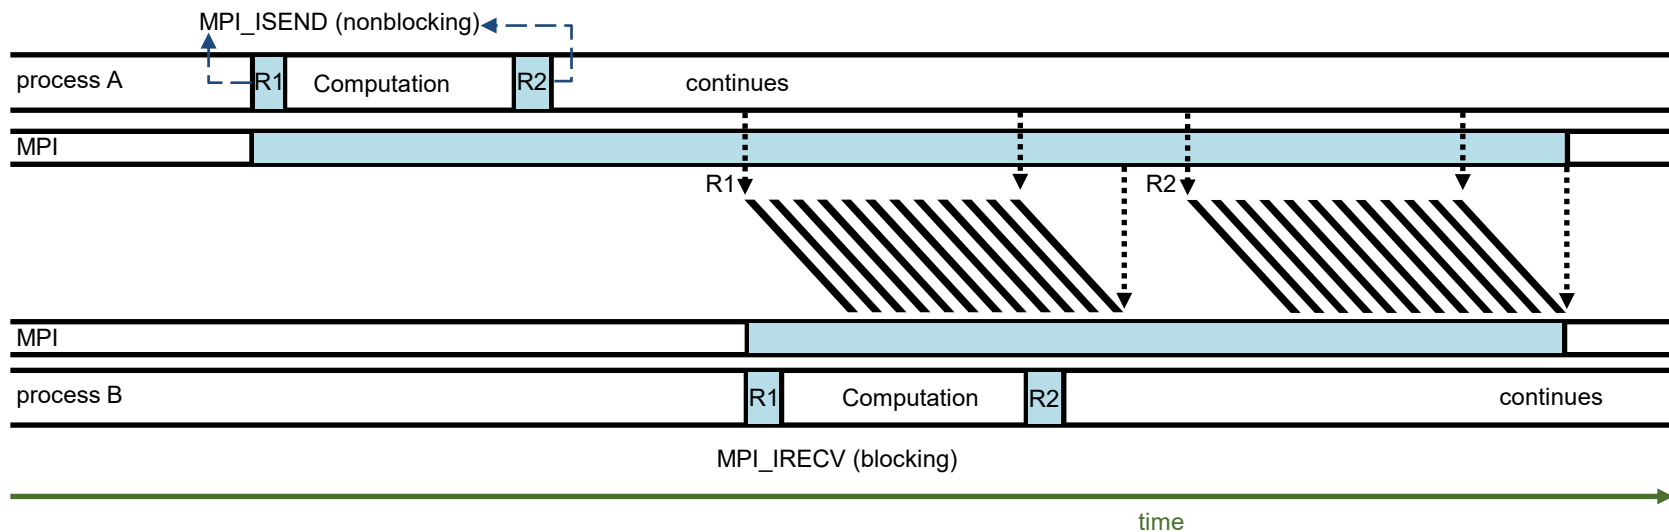 MPI_ISEND (nonblocking)
process A R1 Computation R2 continues
MPI
R1 R2
MPI
process B R1 Computation R2 continues
MPI_IRECV (blocking)
time